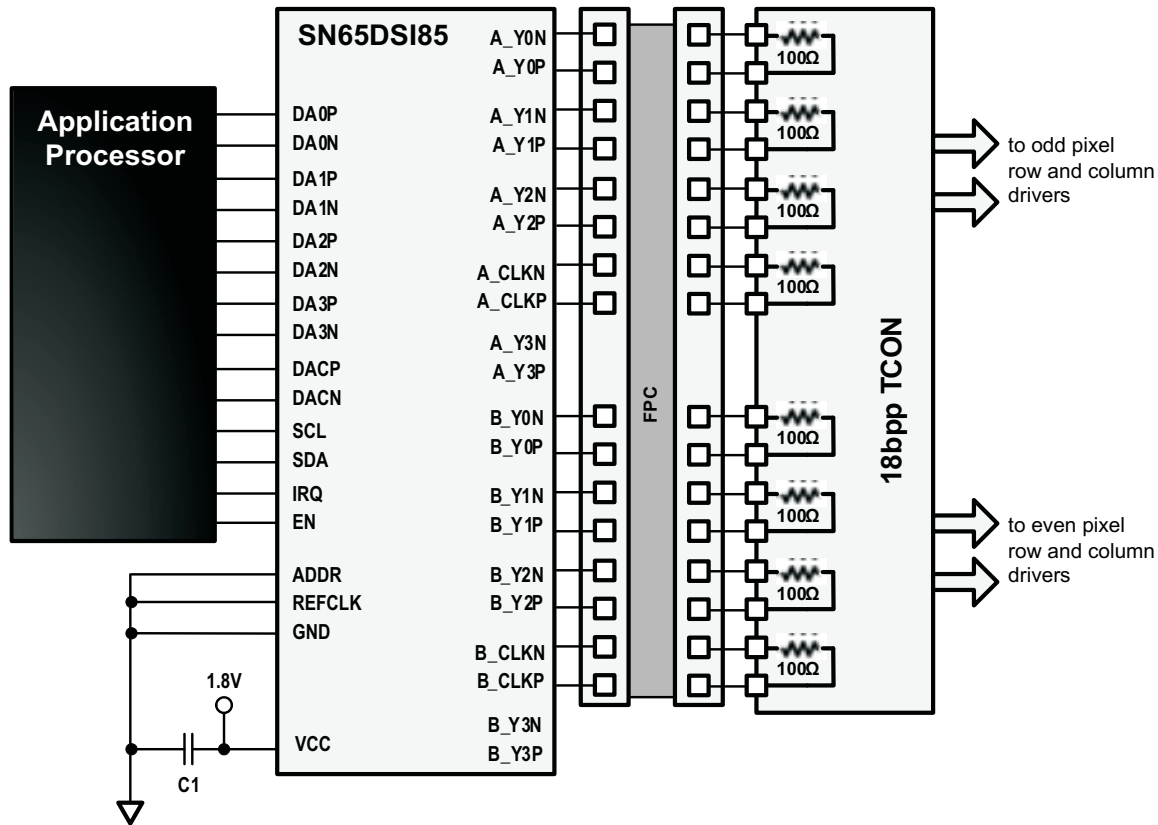 SN65DSI85
Application
Processor
DA0P
DA0N
DA1P
DA1N
DA2P
DA2N
DA3P
DA3N
DACP
DACN
SCL
SDA
IRQ
EN
ADDR
REFCLK
GND
VCC
1.8V
C1
A_Y0N
A_Y0P
A_Y1N
A_Y1P
A_Y2N
A_Y2P
A_CLKN
A_CLKP
A_Y3N
A_Y3P
B_Y0N
B_Y0P
B_Y1N
B_Y1P
B_Y2N
B_Y2P
B_CLKN
B_CLKP
B_Y3N
B_Y3P
FPC
100Ω
100Ω
100Ω
100Ω
100Ω
100Ω
100Ω
100Ω
18bpp TCON
to odd pixel
row and column
drivers
to even pixel
row and column
drivers